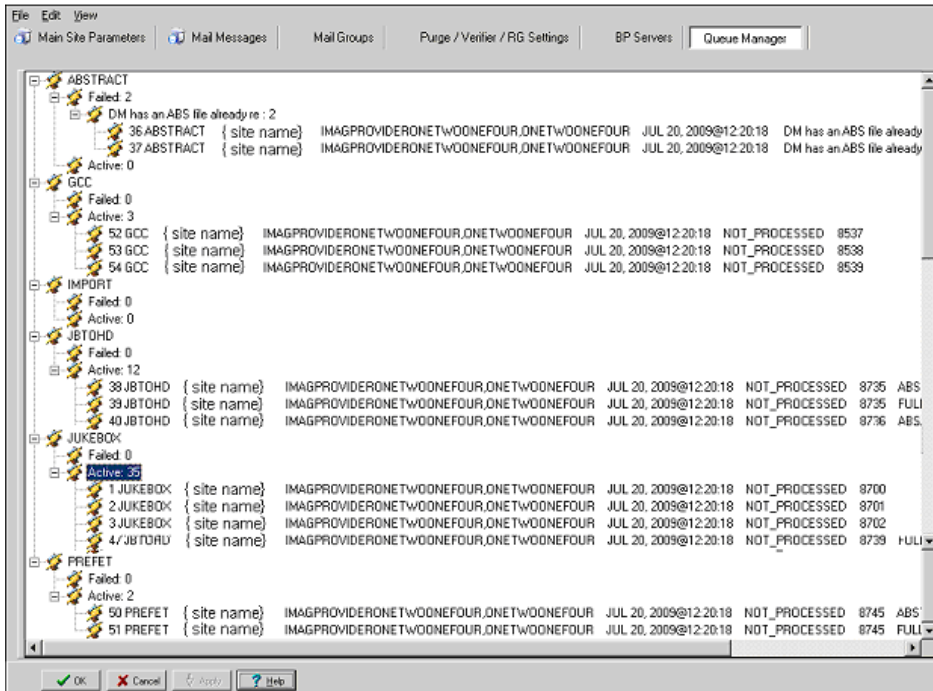 File Edit View
Main Site Parameters Mail Messages Mail Groups Purge / Verifier / RG Settings BP Servers Queue Manager
ABSTRACT
Failed: 2
DM has an ABS file already re : 2
36 ABSTRACT { site name} IMAGPROVIDERONETWOONEFOUR,ONETWOONEFOUR JUL 20, 2009@12:20:18 DM has an ABS file already
37 ABSTRACT { site name} IMAGPROVIDERONETWOONEFOUR,ONETWOONEFOUR JUL 20, 2009@12:20:18 DM has an ABS file already
Active: 0
GCC
Failed: 0
Active: 3
52 GCC { site name} IMAGPROVIDERONETWOONEFOUR,ONETWOONEFOUR JUL 20, 2009@12:20:18 NOT_PROCESSED 8537
53 GCC { site name} IMAGPROVIDERONETWOONEFOUR,ONETWOONEFOUR JUL 20, 2009@12:20:18 NOT_PROCESSED 8538
54 GCC { site name} IMAGPROVIDERONETWOONEFOUR,ONETWOONEFOUR JUL 20, 2009@12:20:18 NOT_PROCESSED 8539
IMPORT
Failed: 0
Active: 0
JBTOHD
Failed: 0
Active: 12
38 JBTOHD { site name} IMAGPROVIDERONETWOONEFOUR,ONETWOONEFOUR JUL 20, 2009@12:20:18 NOT_PROCESSED 8735 ABS
39 JBTOHD { site name} IMAGPROVIDERONETWOONEFOUR,ONETWOONEFOUR JUL 20, 2009@12:20:18 NOT_PROCESSED 8735 FULL
40 JBTOHD { site name} IMAGPROVIDERONETWOONEFOUR,ONETWOONEFOUR JUL 20, 2009@12:20:18 NOT_PROCESSED 8736 ABS
JUKEBOX
Failed: 0
Active: 35
1 JUKEBOX { site name} IMAGPROVIDERONETWOONEFOUR,ONETWOONEFOUR JUL 20, 2009@12:20:18 NOT_PROCESSED 8700
2 JUKEBOX { site name} IMAGPROVIDERONETWOONEFOUR,ONETWOONEFOUR JUL 20, 2009@12:20:18 NOT_PROCESSED 8701
3 JUKEBOX { site name} IMAGPROVIDERONETWOONEFOUR,ONETWOONEFOUR JUL 20, 2009@12:20:18 NOT_PROCESSED 8702
47 JBTOHD { site name} IMAGPROVIDERONETWOONEFOUR,ONETWOONEFOUR JUL 20, 2009@12:20:18 NOT_PROCESSED 8739 FULL
PREFET
Failed: 0
Active: 2
50 PREFET { site name} IMAGPROVIDERONETWOONEFOUR,ONETWOONEFOUR JUL 20, 2009@12:20:18 NOT_PROCESSED 8745 ABS
51 PREFET { site name} IMAGPROVIDERONETWOONEFOUR,ONETWOONEFOUR JUL 20, 2009@12:20:18 NOT_PROCESSED 8745 FULL
OK Cancel Apply Help